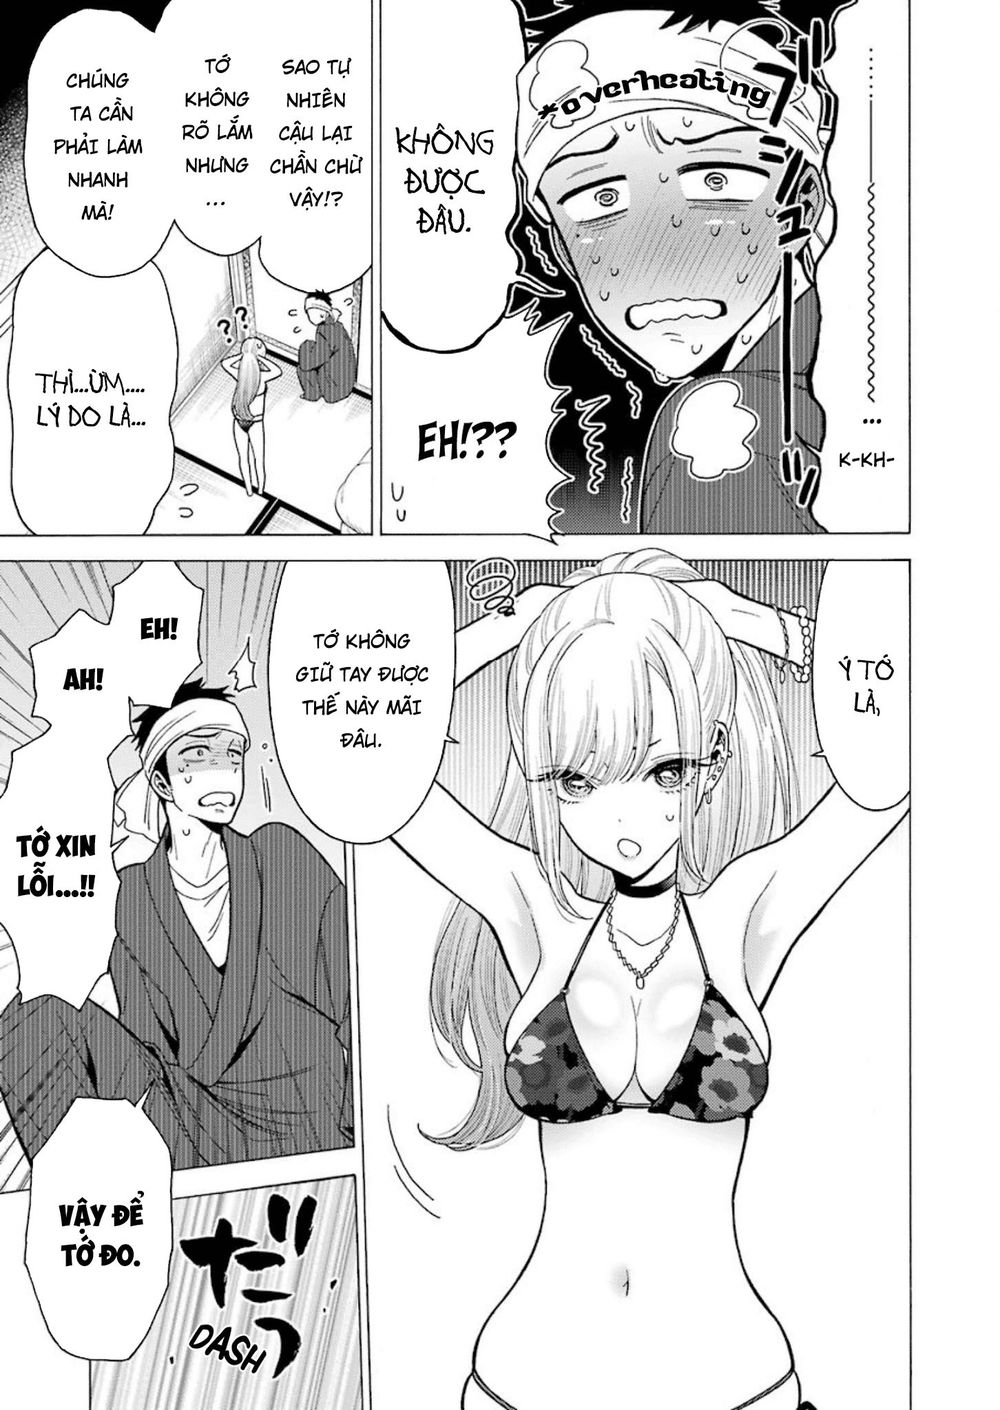 ...
K-KH-
*overheating
KHÔNG
ĐƯỢC
ĐÂU.
EH!??
SAO TỰ
NHIÊN
CẬU LẠI
CHẦN CHỪ
VẬY!?
TỚ
KHÔNG
RÕ LẮM
NHƯNG
...
CHÚNG
TA CẦN
PHẢI LÀM
NHANH
MÀ!
??
THÌ...ỪM....
LÝ DO LÀ...
Ý TỚ
LÀ,
TỚ KHÔNG
GIỮ TAY ĐƯỢC
THẾ NÀY MÃI
ĐÂU.
EH!
AH!
TỚ XIN
LỖI...!!
VẬY ĐỂ
TỚ ĐO.
だっ
DASH